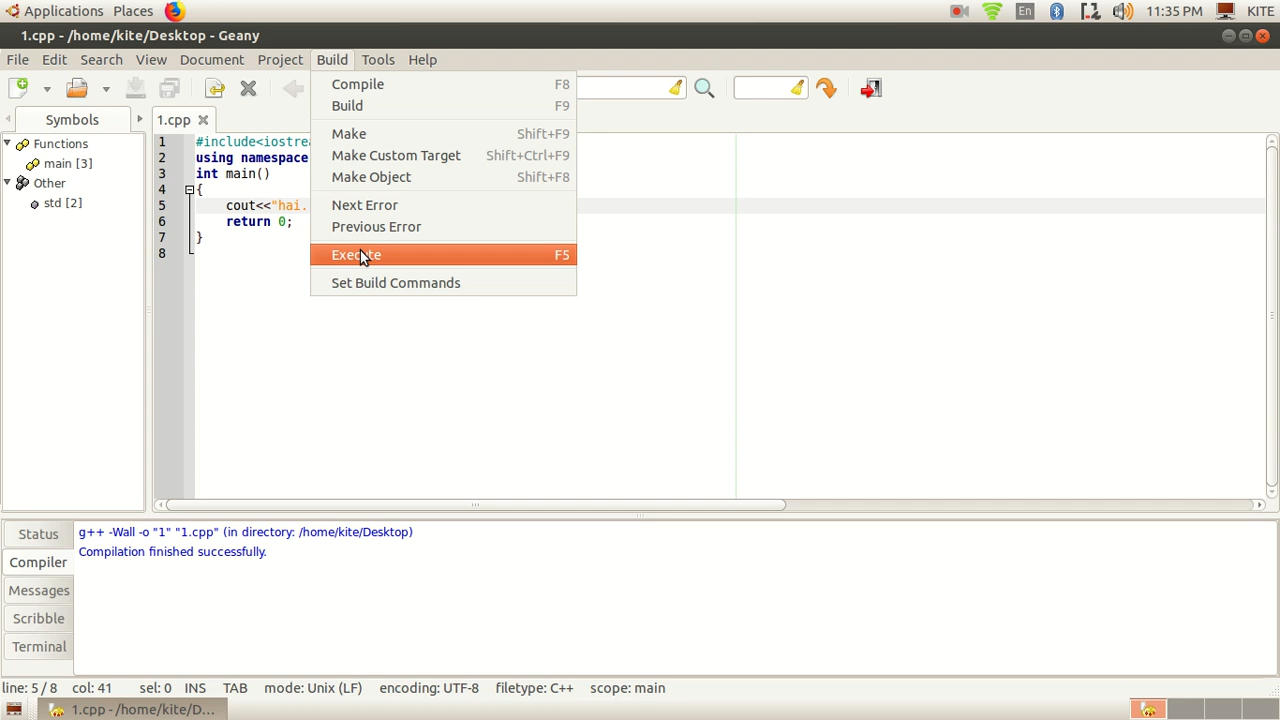 Applications Places
En 11:35 PM KITE
1.cpp - /home/kite/Desktop - Geany
File Edit Search View Document Project Build Tools Help
Compile F8
Build F9
Make Shift+F9
Make Custom Target Shift+Ctrl+F9
Make Object Shift+F8
Next Error
Previous Error
Execute F5
Set Build Commands
Symbols
Functions
main [3]
Other
std [2]
1.cpp
1 #include<iostrea
2 using namespace
3 int main()
4 {
5 cout<<"hai.
6 return 0;
7 }
8
Status
Compiler
Messages
Scribble
Terminal
g++ -Wall -o "1" "1.cpp" (in directory: /home/kite/Desktop)
Compilation finished successfully.
line: 5 / 8 col: 41 sel: 0 INS TAB mode: Unix (LF) encoding: UTF-8 filetype: C++ scope: main
1.cpp - /home/kite/D...